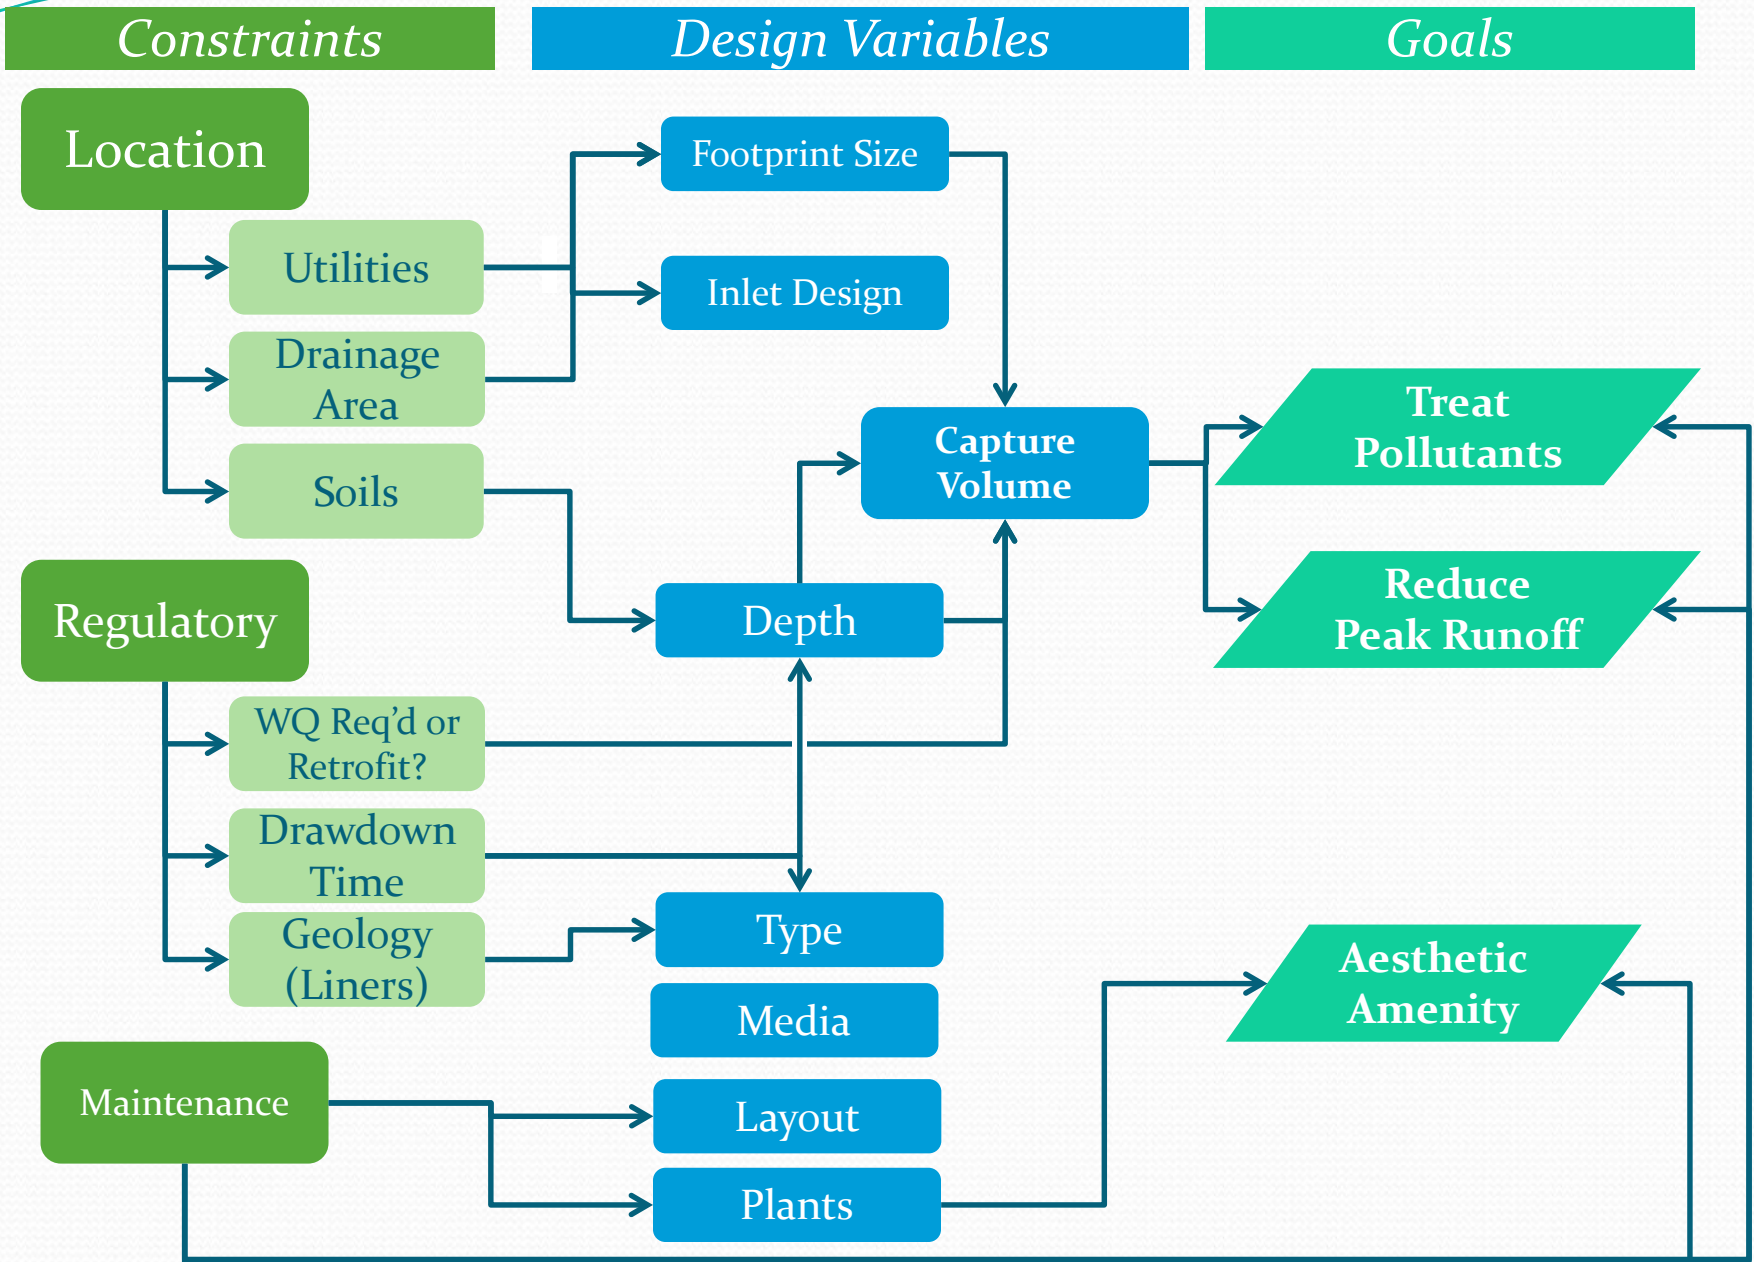 Constraints
Design Variables
Goals
Location
Utilities
Drainage
Area
Soils
Regulatory
WQ Req’d or
Retrofit?
Drawdown
Time
Geology
(Liners)
Maintenance
Footprint Size
Inlet Design
Capture
Volume
Depth
Type
Media
Layout
Plants
Treat
Pollutants
Reduce
Peak Runoff
Aesthetic
Amenity